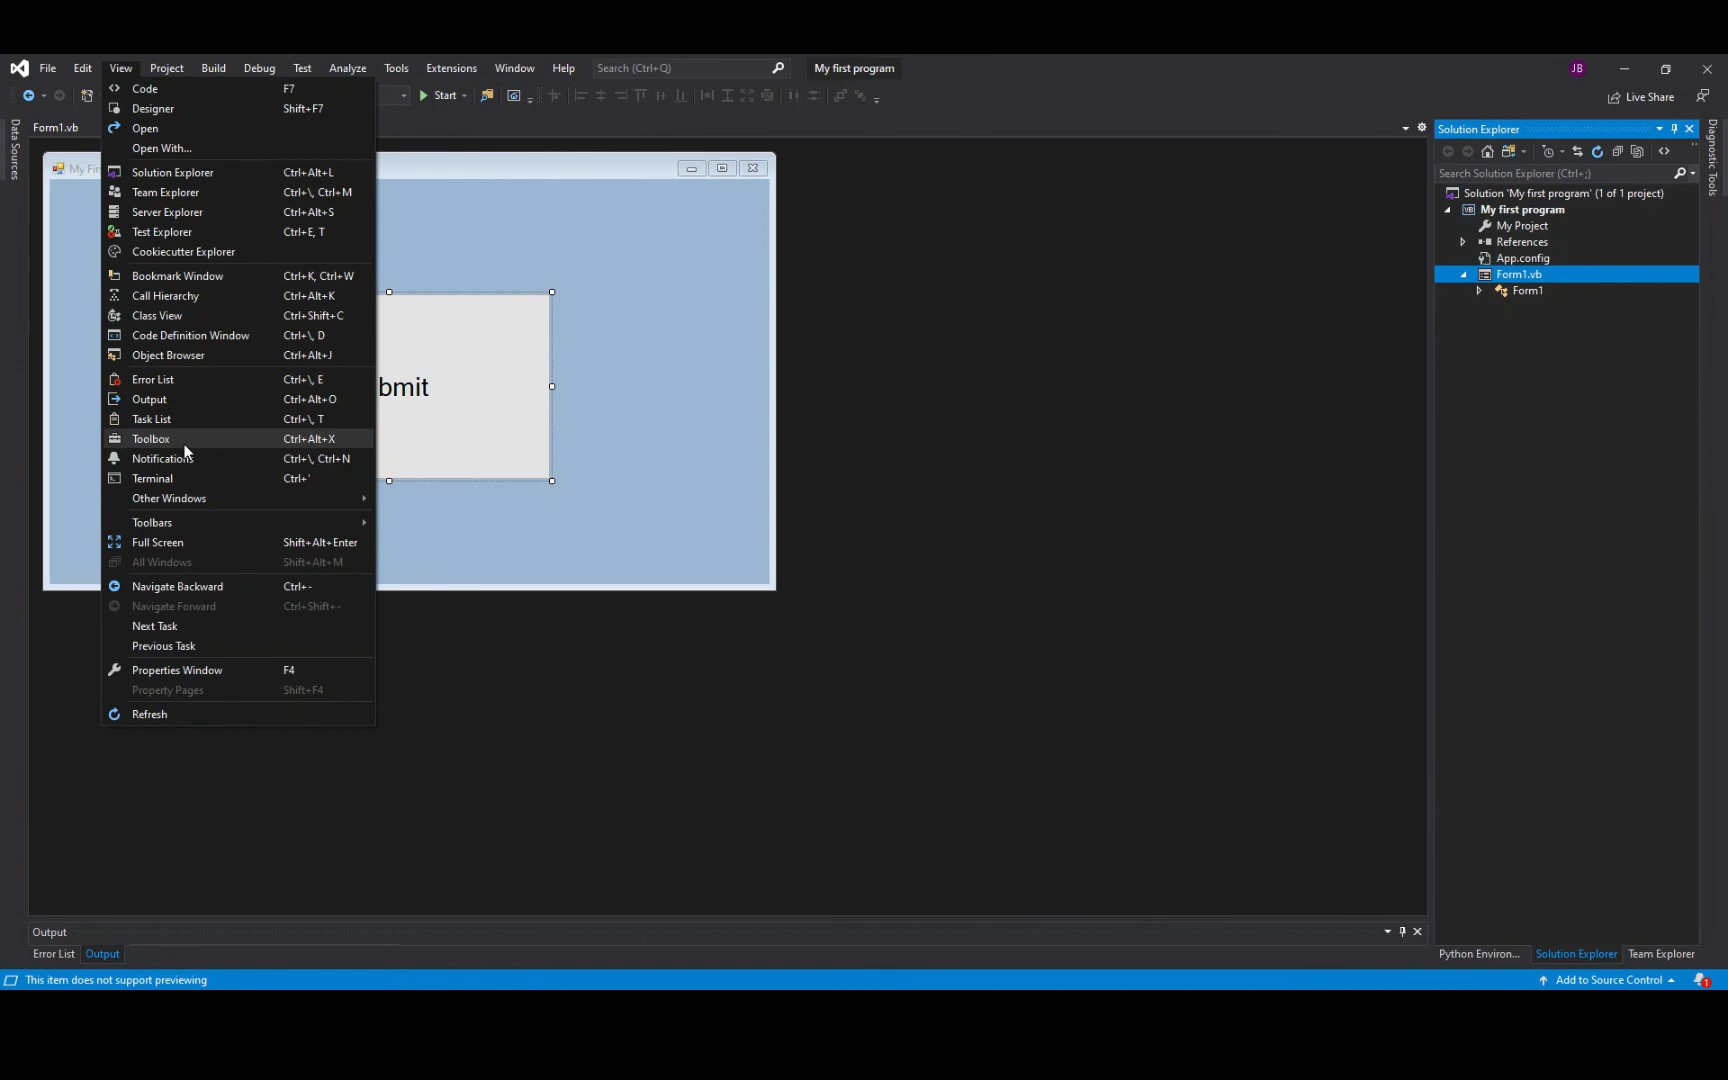 File Edit View Project Build Debug Test Analyze Tools Extensions Window Help Search (Ctrl+Q) My first program JB
Start Live Share
Form1.vb
Data Sources
Code F7
Designer Shift+F7
Open
Open With...
Solution Explorer Ctrl+Alt+L
Team Explorer Ctrl+\, Ctrl+M
Server Explorer Ctrl+Alt+S
Test Explorer Ctrl+E, T
Cookiecutter Explorer
Bookmark Window Ctrl+K, Ctrl+W
Call Hierarchy Ctrl+Alt+K
Class View Ctrl+Shift+C
Code Definition Window Ctrl+\, D
Object Browser Ctrl+Alt+J
Error List Ctrl+\, E
Output Ctrl+Alt+O
Task List Ctrl+\, T
Toolbox Ctrl+Alt+X
Notifications Ctrl+\, Ctrl+N
Terminal Ctrl+'
Other Windows
Toolbars
Full Screen Shift+Alt+Enter
All Windows Shift+Alt+M
Navigate Backward Ctrl+-
Navigate Forward Ctrl+Shift+-
Next Task
Previous Task
Properties Window F4
Property Pages Shift+F4
Refresh
My Fi
bmit
Solution Explorer
Search Solution Explorer (Ctrl+;)
Solution 'My first program' (1 of 1 project)
VB My first program
My Project
References
App.config
Form1.vb
Form1
Diagnostic Tools
Output
Error List Output
Python Environ... Solution Explorer Team Explorer
This item does not support previewing Add to Source Control 1